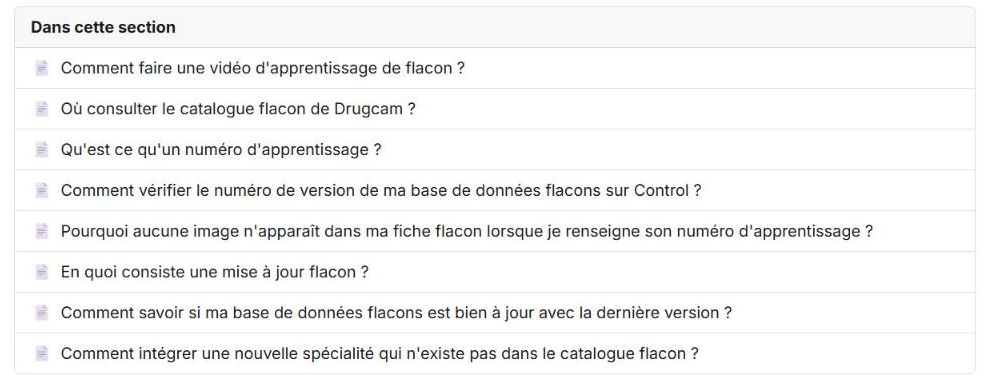 Dans cette section
Comment faire une vidéo d'apprentissage de flacon ?
Où consulter le catalogue flacon de Drugcam ?
Qu'est ce qu'un numéro d'apprentissage ?
Comment vérifier le numéro de version de ma base de données flacons sur Control ?
Pourquoi aucune image n'apparaît dans ma fiche flacon lorsque je renseigne son numéro d'apprentissage ?
En quoi consiste une mise à jour flacon ?
Comment savoir si ma base de données flacons est bien à jour avec la dernière version ?
Comment intégrer une nouvelle spécialité qui n'existe pas dans le catalogue flacon ?